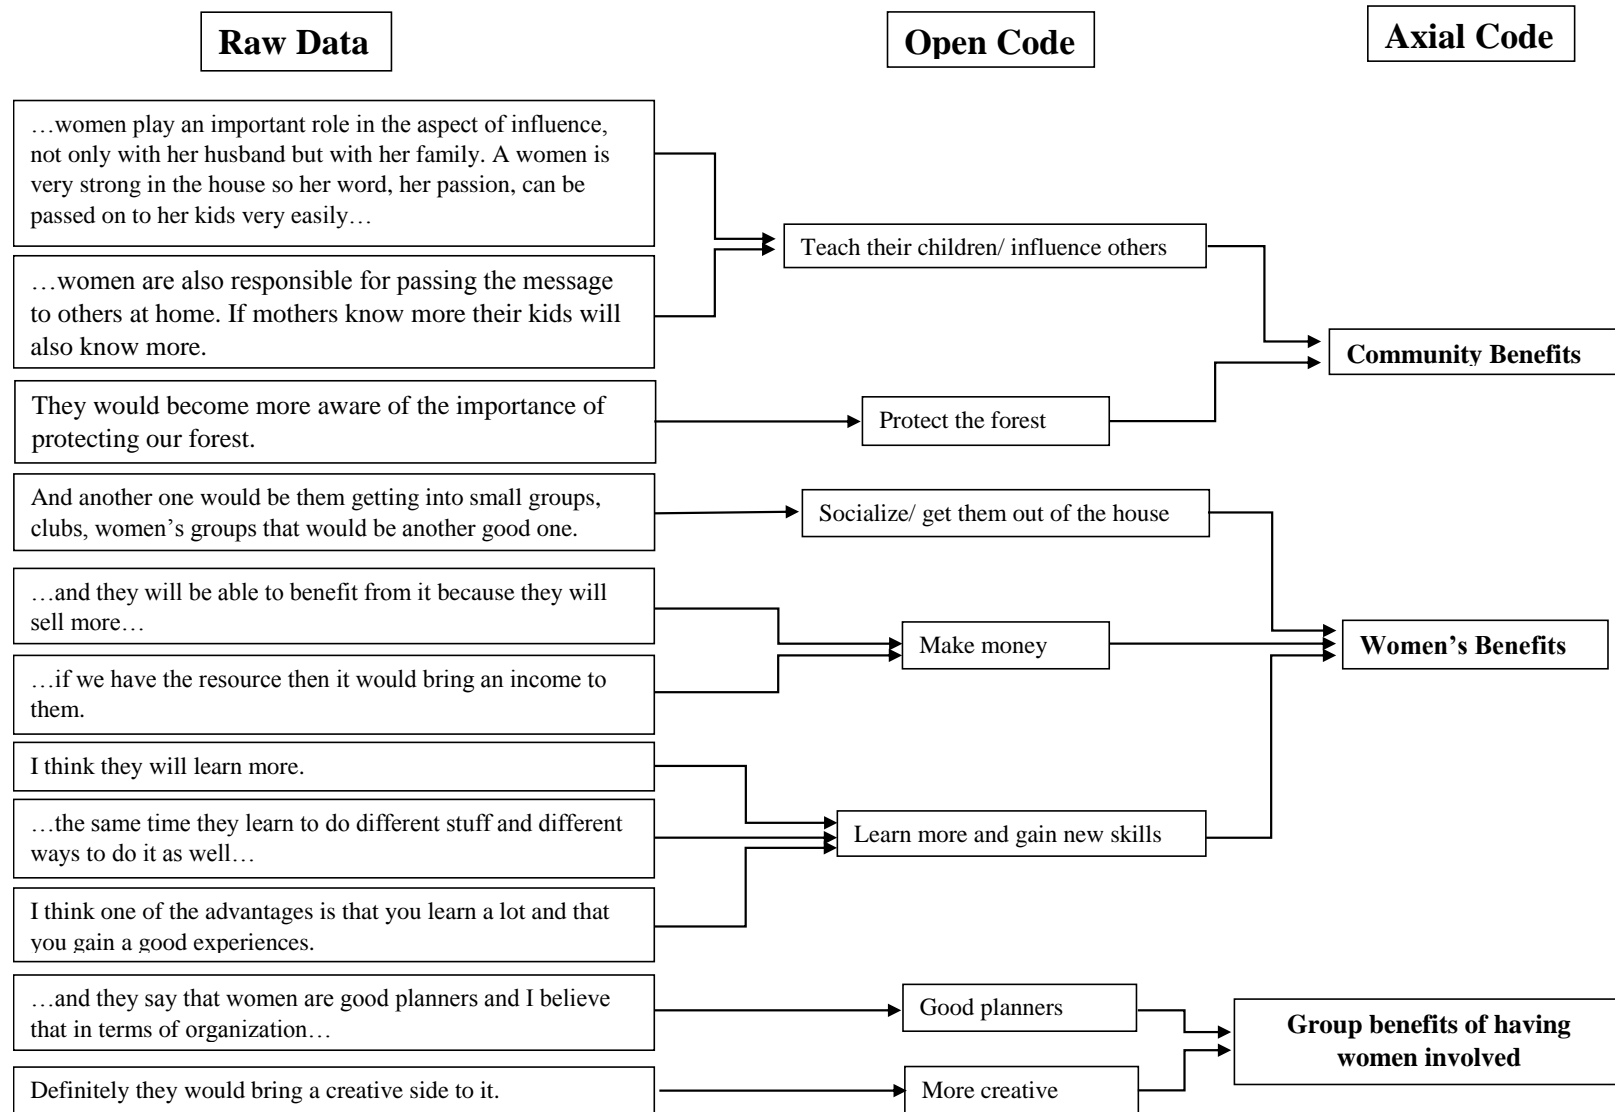 Raw Data
Open Code
Axial Code
…women play an important role in the aspect of influence,
not only with her husband but with her family. A women is
very strong in the house so her word, her passion, can be
passed on to her kids very easily…
Teach their children/ influence others
…women are also responsible for passing the message
to others at home. If mothers know more their kids will
also know more.
Community Benefits
They would become more aware of the importance of
protecting our forest.
Protect the forest
And another one would be them getting into small groups,
clubs, women’s groups that would be another good one.
Socialize/ get them out of the house
…and they will be able to benefit from it because they will
sell more…
Make money
Women’s Benefits
…if we have the resource then it would bring an income to
them.
I think they will learn more.
…the same time they learn to do different stuff and different
ways to do it as well…
Learn more and gain new skills
I think one of the advantages is that you learn a lot and that
you gain a good experiences.
…and they say that women are good planners and I believe
that in terms of organization…
Good planners
Group benefits of having
women involved
Definitely they would bring a creative side to it.
More creative